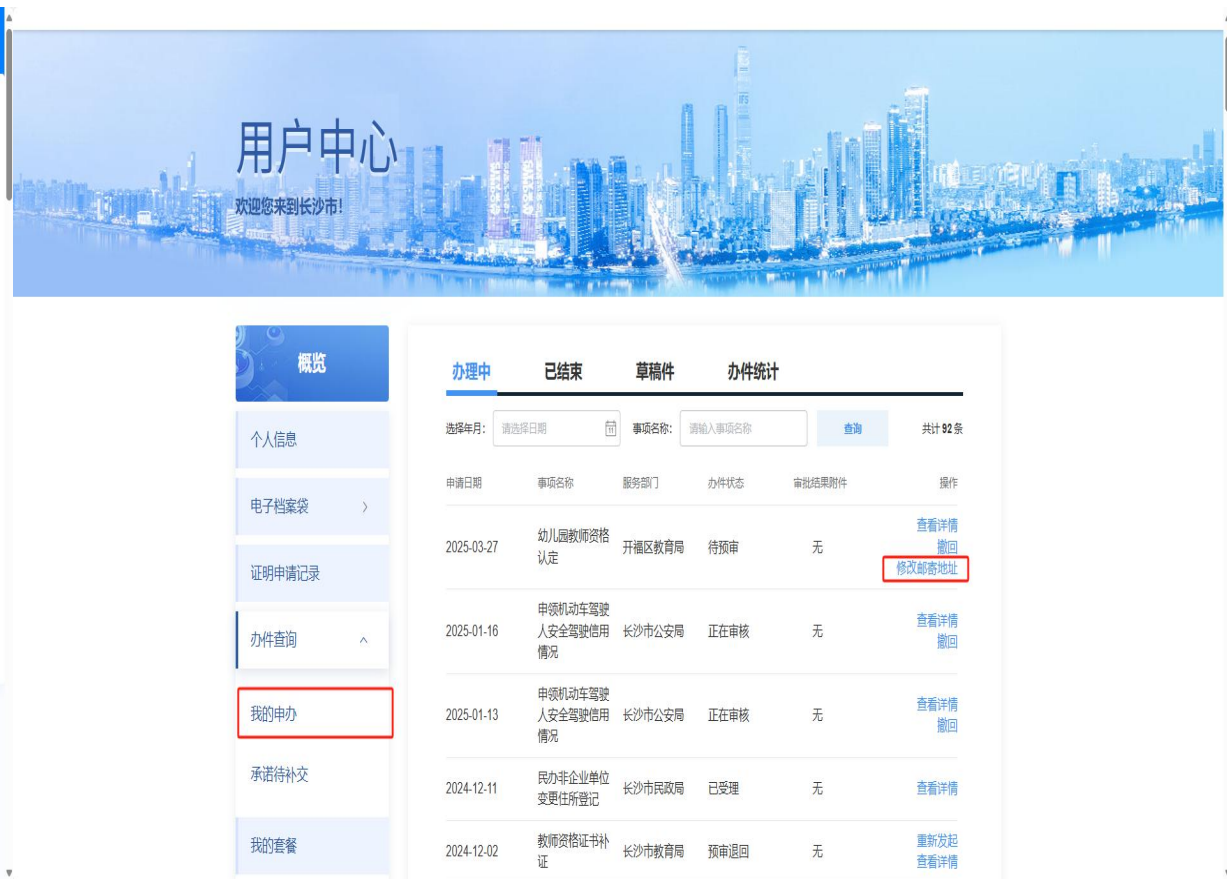 IFS
用户中心
欢迎您来到长沙市！
概览
个人信息
电子档案袋
证明申请记录
办件查询
我的申办
承诺待补交
我的套餐
办理中 已结束 草稿件 办件统计
选择年月： 请选择日期 事项名称： 请输入事项名称 查询 共计 92 条
申请日期 事项名称 服务部门 办件状态 审批结果附件 操作
2025-03-27 幼儿园教师资格认定 开福区教育局 待预审 无 查看详情 撤回 修改邮寄地址
2025-01-16 申领机动车驾驶人安全驾驶信用情况 长沙市公安局 正在审核 无 查看详情 撤回
2025-01-13 申领机动车驾驶人安全驾驶信用情况 长沙市公安局 正在审核 无 查看详情 撤回
2024-12-11 民办非企业单位变更住所登记 长沙市民政局 已受理 无 查看详情
2024-12-02 教师资格证书补证 长沙市教育局 预审退回 无 重新发起 查看详情